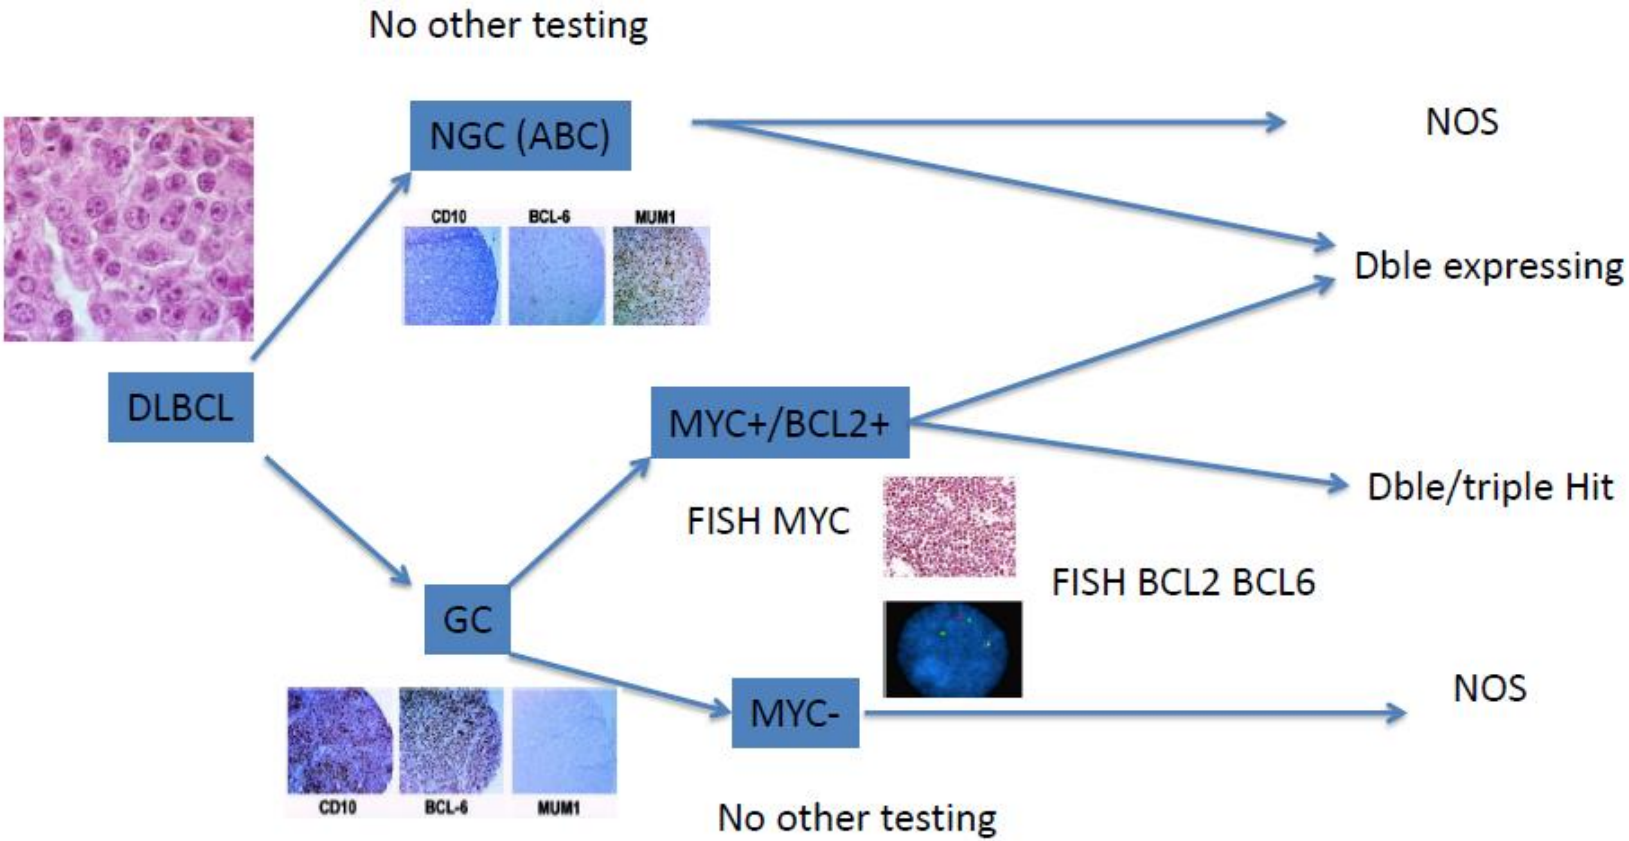 No other testing
NGC (ABC)
NOS
CD10 BCL-6 MUM1
Dble expressing
DLBCL
MYC+/BCL2+
Dble/triple Hit
FISH MYC
FISH BCL2 BCL6
GC
NOS
MYC-
CD10 BCL-6 MUM1
No other testing